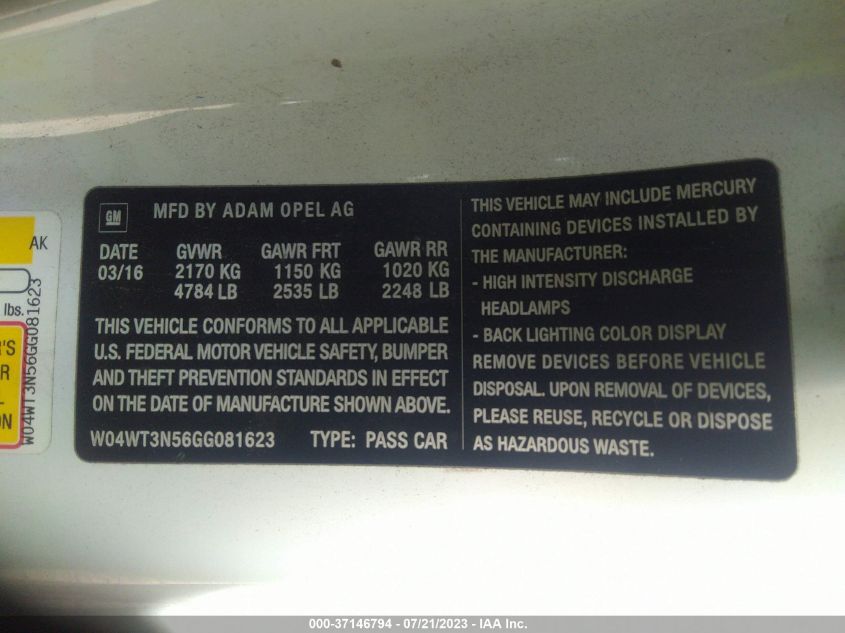 GM MFD BY ADAM OPEL AG
DATE GVWR GAWR FRT GAWR RR
03/16 2170 KG 1150 KG 1020 KG
4784 LB 2535 LB 2248 LB
THIS VEHICLE CONFORMS TO ALL APPLICABLE
U.S. FEDERAL MOTOR VEHICLE SAFETY, BUMPER
AND THEFT PREVENTION STANDARDS IN EFFECT
ON THE DATE OF MANUFACTURE SHOWN ABOVE.
W04WT3N56GG081623 TYPE: PASS CAR
THIS VEHICLE MAY INCLUDE MERCURY
CONTAINING DEVICES INSTALLED BY
THE MANUFACTURER:
- HIGH INTENSITY DISCHARGE
HEADLAMPS
- BACK LIGHTING COLOR DISPLAY
REMOVE DEVICES BEFORE VEHICLE
DISPOSAL. UPON REMOVAL OF DEVICES,
PLEASE REUSE, RECYCLE OR DISPOSE
AS HAZARDOUS WASTE.
AK
lbs.
'S
R
L
ON
W04WT3N56GG081623
000-37146794 - 07/21/2023 - IAA Inc.